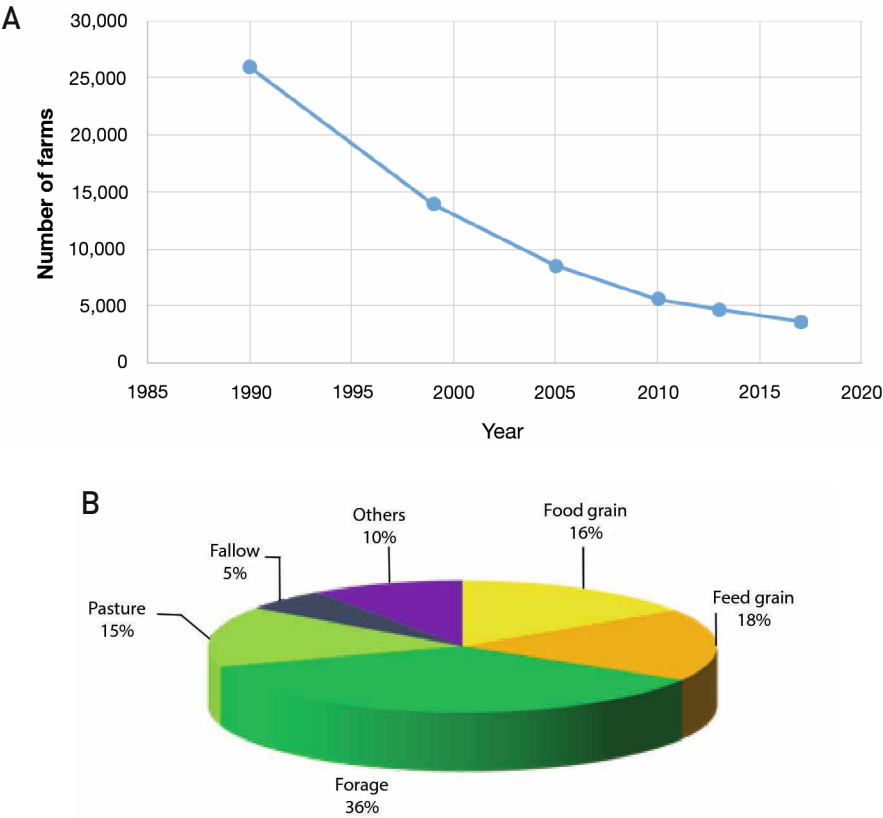 A
30,000
25,000
20,000
15,000
10,000
5,000
0
Number of farms
1985 1990 1995 2000 2005 2010 2015 2020
Year
B
Food grain
16%
Others
10%
Fallow
5%
Feed grain
18%
Pasture
15%
Forage
36%